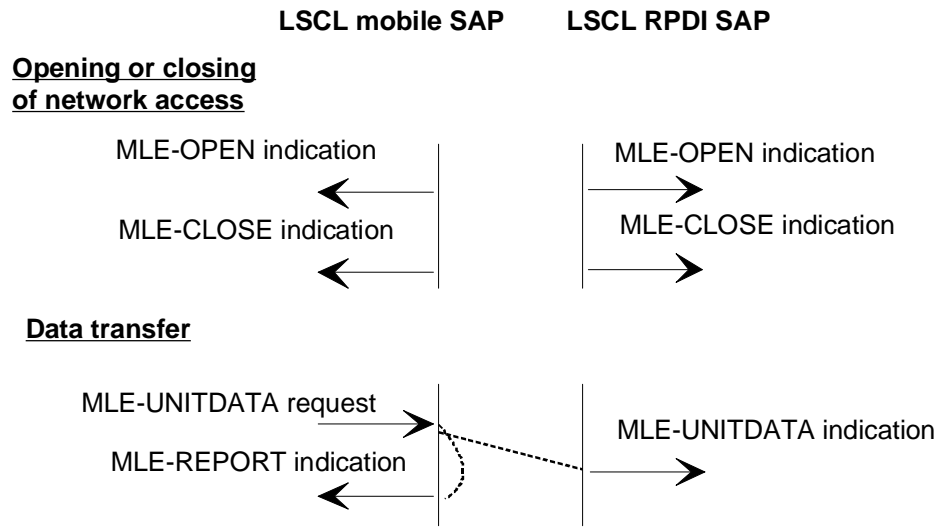 LSCL mobile SAP LSCL RPDI SAP
Opening or closing
of network access
MLE-OPEN indication MLE-OPEN indication
MLE-CLOSE indication MLE-CLOSE indication
Data transfer
MLE-UNITDATA request
MLE-UNITDATA indication
MLE-REPORT indication